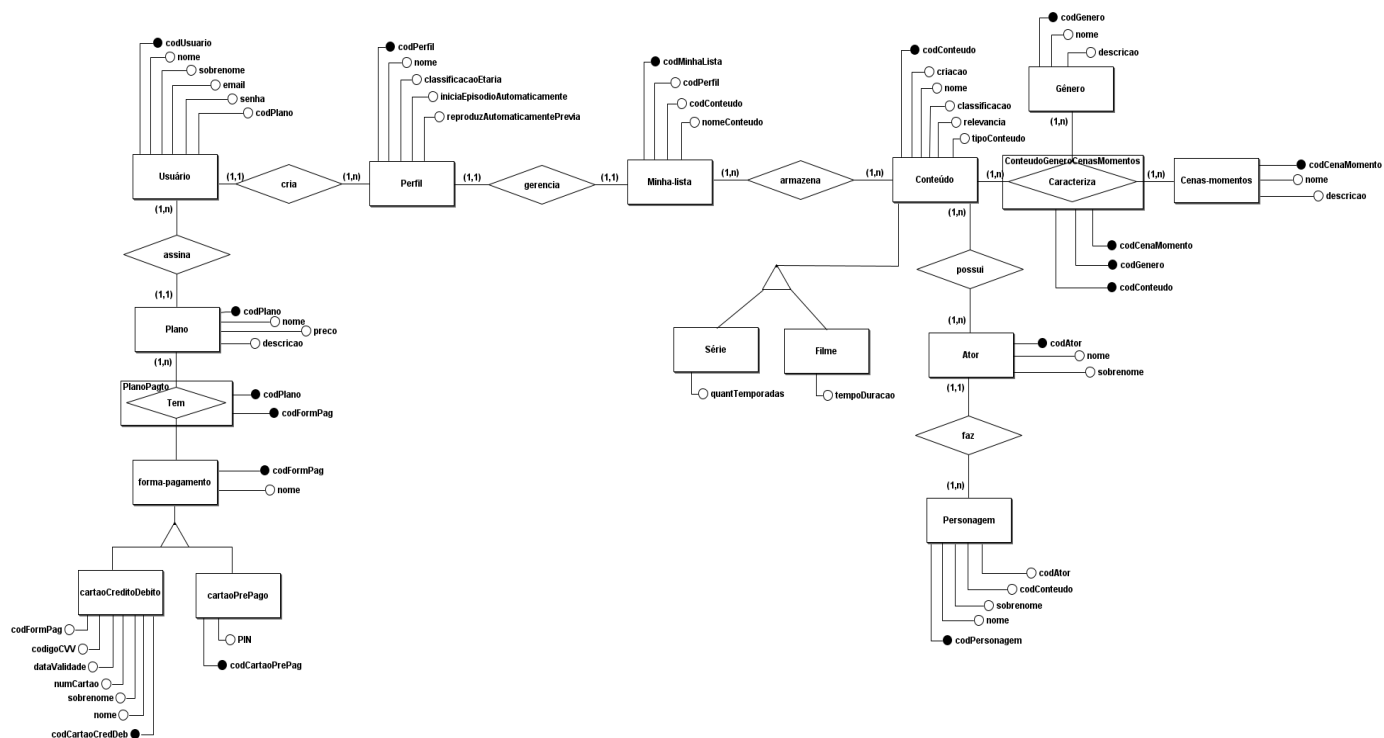 codUsuario
nome
sobrenome
email
senha
codPlano
Usuário
(1,1)
cria
(1,n)
codPerfil
nome
classificacaoEtaria
iniciaEpisodioAutomaticamente
reproduzAutomaticamentePrevia
Perfil
(1,1)
gerencia
(1,1)
codMinhaLista
codPerfil
codConteudo
nomeConteudo
Minha-lista
(1,n)
armazena
(1,n)
codConteudo
criacao
nome
classificacao
relevancia
tipoConteudo
Conteúdo
(1,n)
codGenero
nome
descricao
Gênero
(1,n)
ConteudoGeneroCenasMomentos
Caracteriza
(1,n)
Cenas-momentos
codCenaMomento
nome
descricao
codCenaMomento
codGenero
codConteudo
(1,n)
assina
(1,1)
Plano
codPlano
nome
preco
descricao
(1,n)
PlanoPagto
Tem
codPlano
codFormPag
forma-pagamento
codFormPag
nome
cartaoCreditoDebito
cartaoPrePago
codFormPag
codigoCVV
dataValidade
numCartao
sobrenome
nome
codCartaoCredDeb
PIN
codCartaoPrePag
Série
quantTemporadas
Filme
tempoDuracao
(1,n)
possui
(1,n)
Ator
codAtor
nome
sobrenome
(1,1)
faz
(1,n)
Personagem
codAtor
codConteudo
sobrenome
nome
codPersonagem